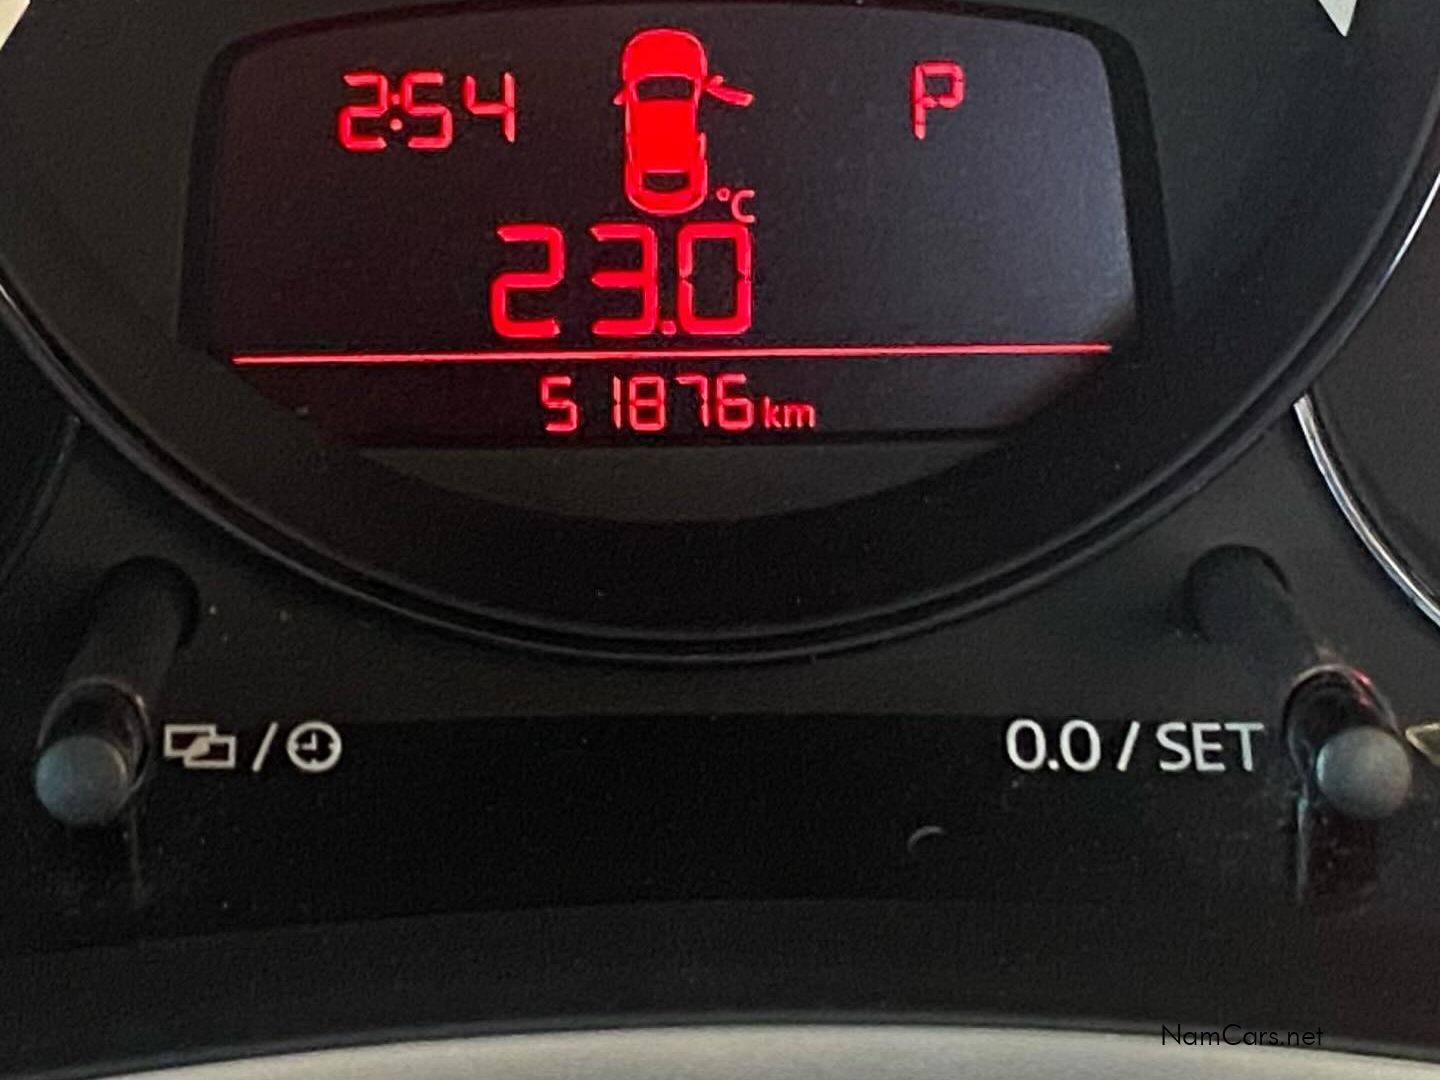 2:54 P
°C
23.0
51876 km
/ 0.0 / SET
NamCars.net